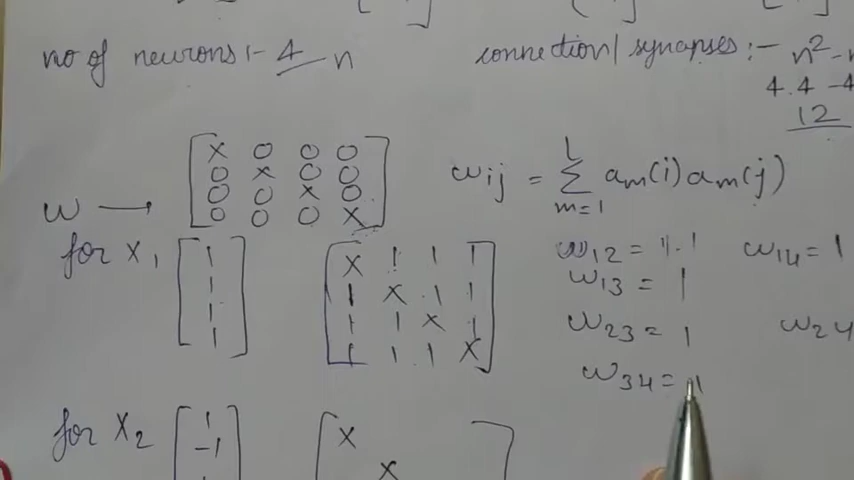 no of neurons :- 4 n
connection/synapses :- n² -
4.4 - 4
12
w → [ x 0 0 0
0 x 0 0
0 0 x 0
0 0 0 x ]
wij = Σ am(i) am(j)
m=1
for x1 [ 1
1
1
1 ]
[ x 1 1 1
1 x 1 1
1 1 x 1
1 1 1 x ]
w12 = 1.1 w14 = 1
w13 = 1
w23 = 1 w24
w34 = 1
for x2 [ 1
-1
[ x
x